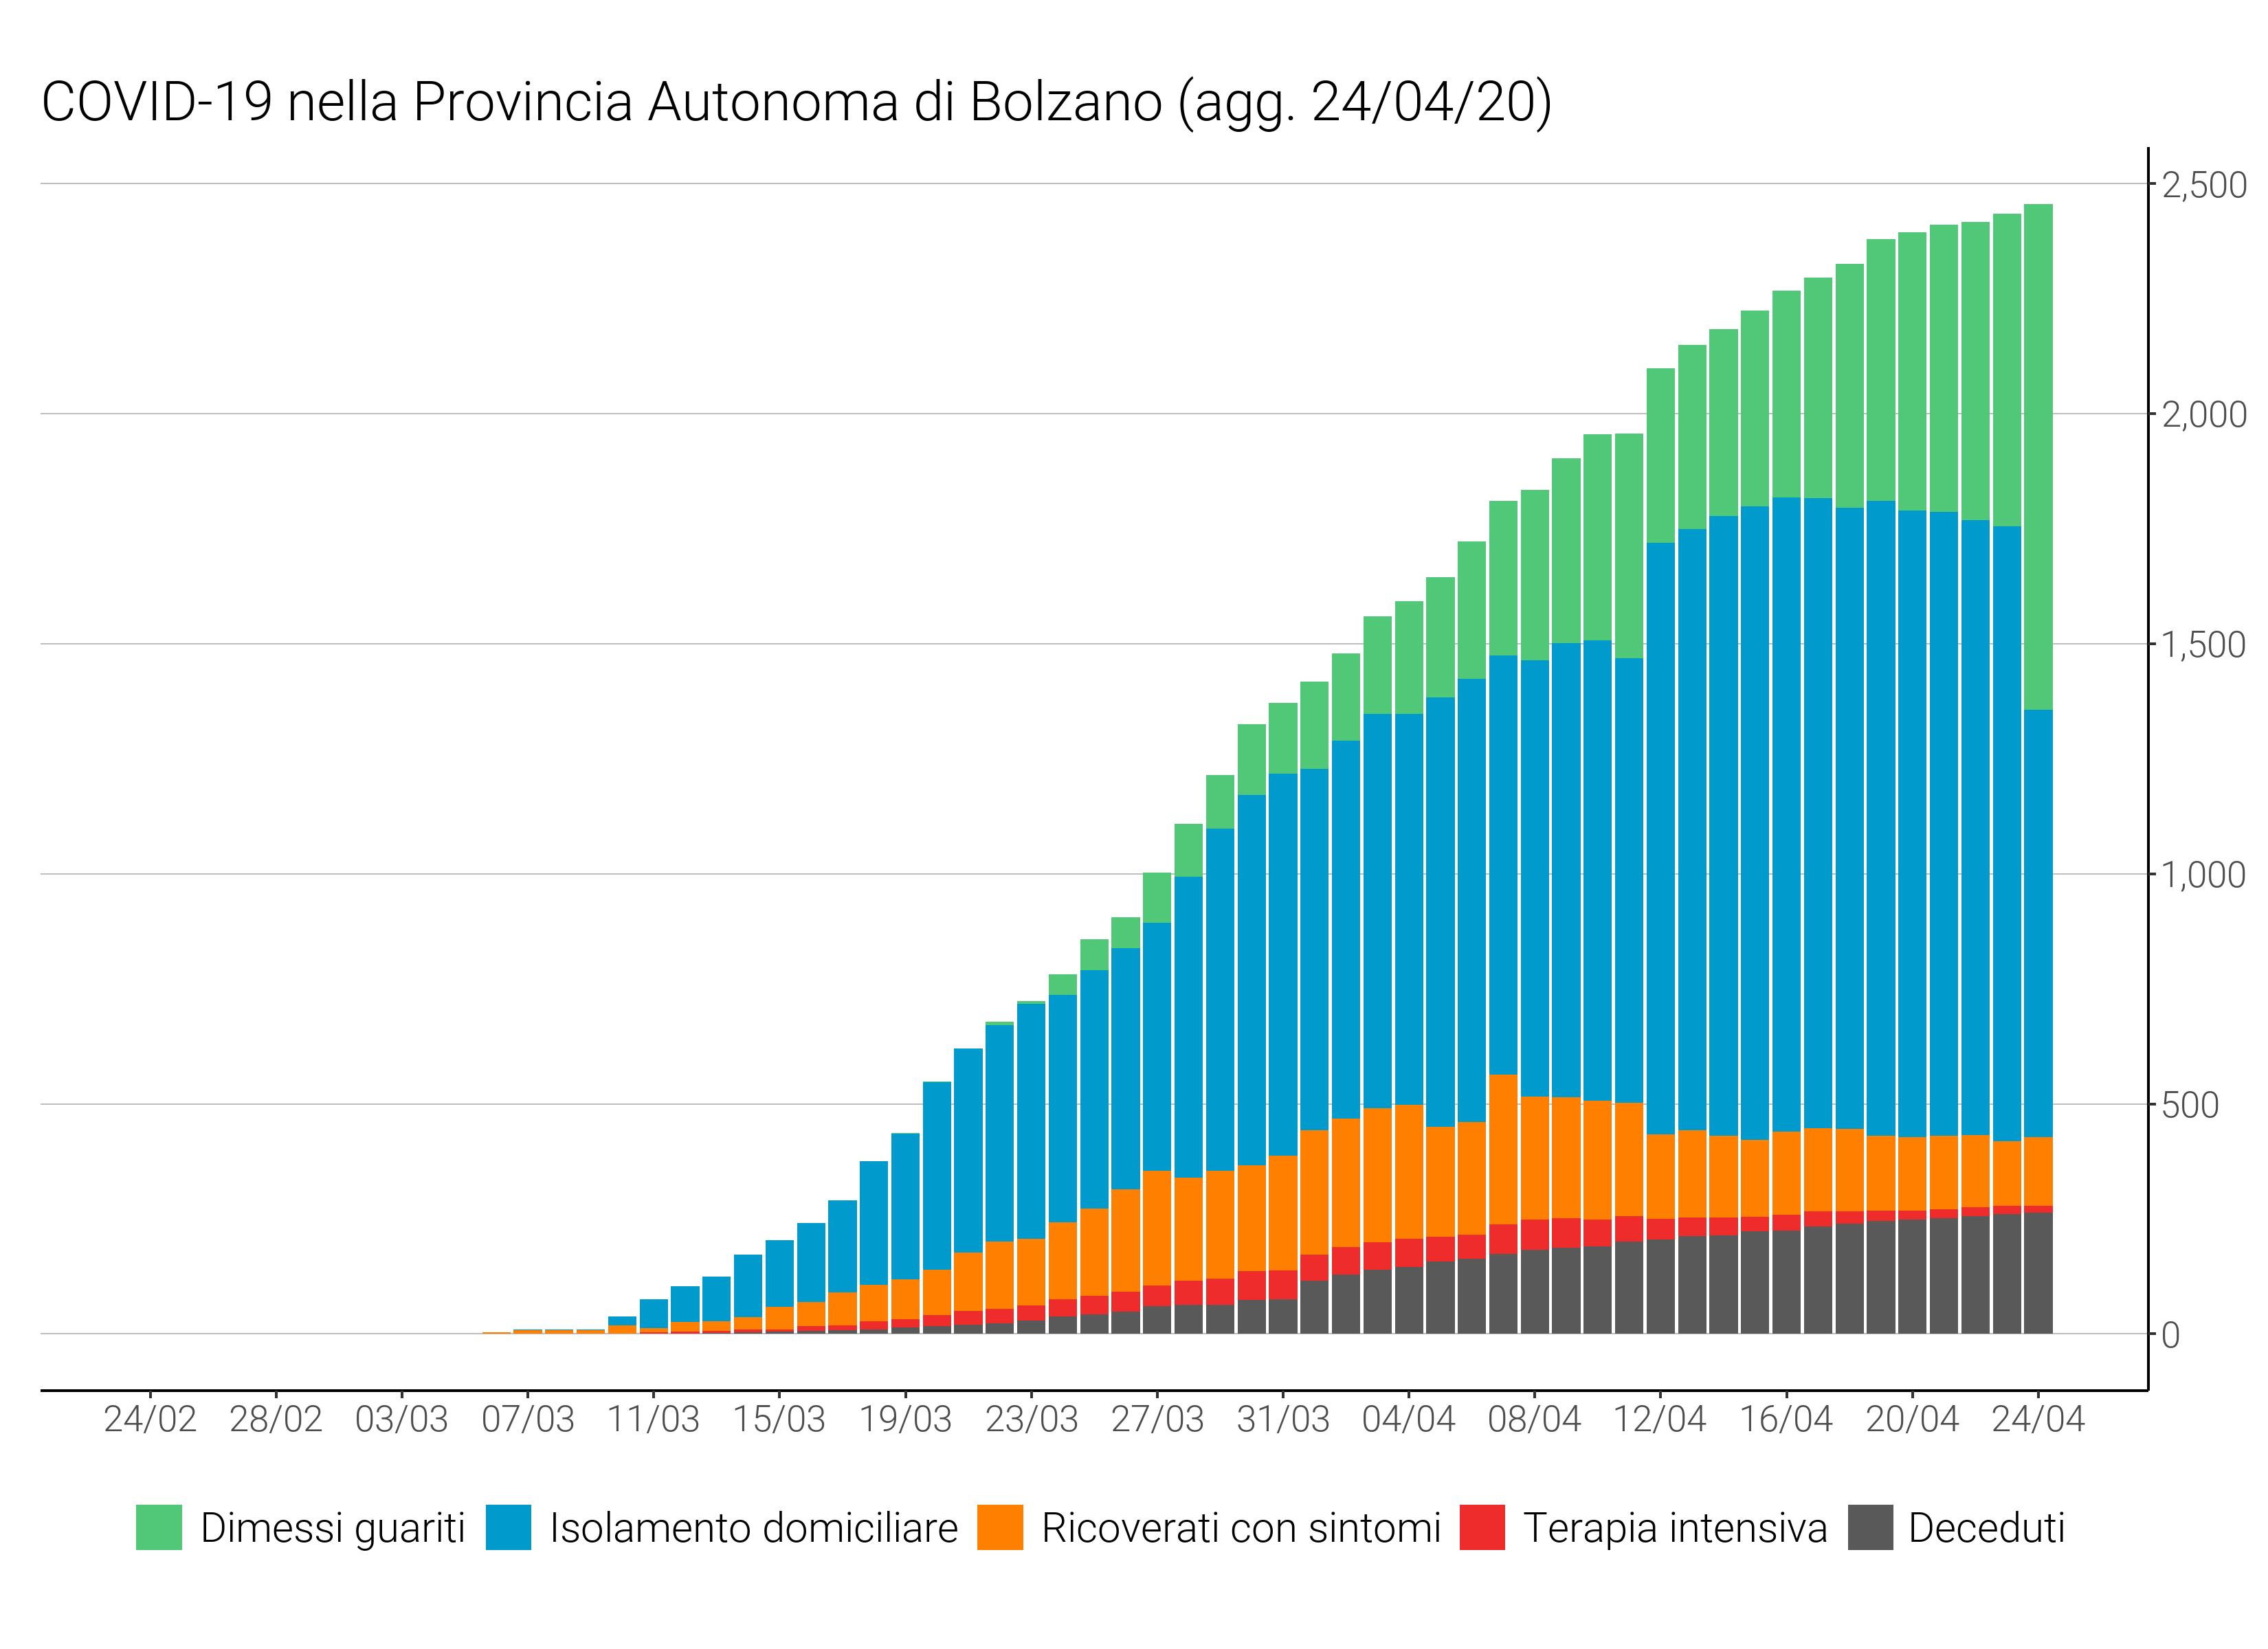 COVID-19 nella Provincia Autonoma di Bolzano (agg. 24/04/20)
2,500
2,000
1,500
1,000
500
0
24/02 28/02 03/03 07/03 11/03 15/03 19/03 23/03 27/03 31/03 04/04 08/04 12/04 16/04 20/04 24/04
Dimessi guariti Isolamento domiciliare Ricoverati con sintomi Terapia intensiva Deceduti